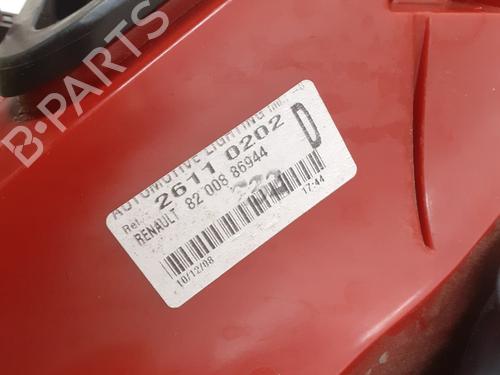 B-PARTS
AUTOMOTIVE LIGHTING
Ref. 2611 0202 D
RENAULT 82 008 86944
10/12/08 17:44